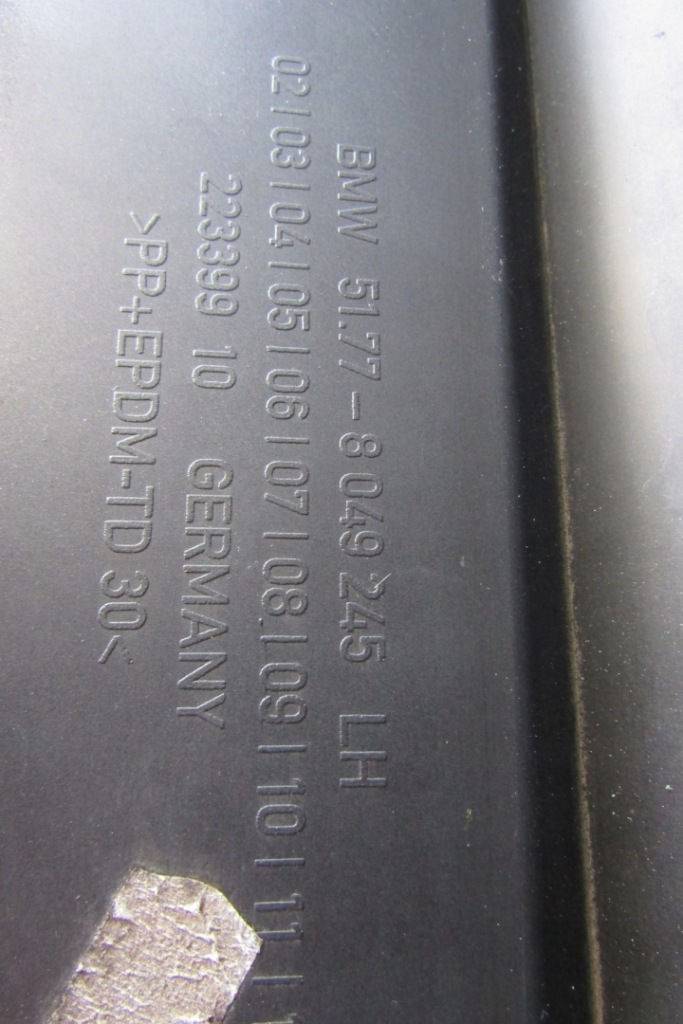 BMW 51.77 - 8 049 245 LH
02 | 03 | 04 | 05 | 06 | 07 | 08 | 09 | 10 | 11 |
223399 10 GERMANY
>PP+EPDM-TD 30<